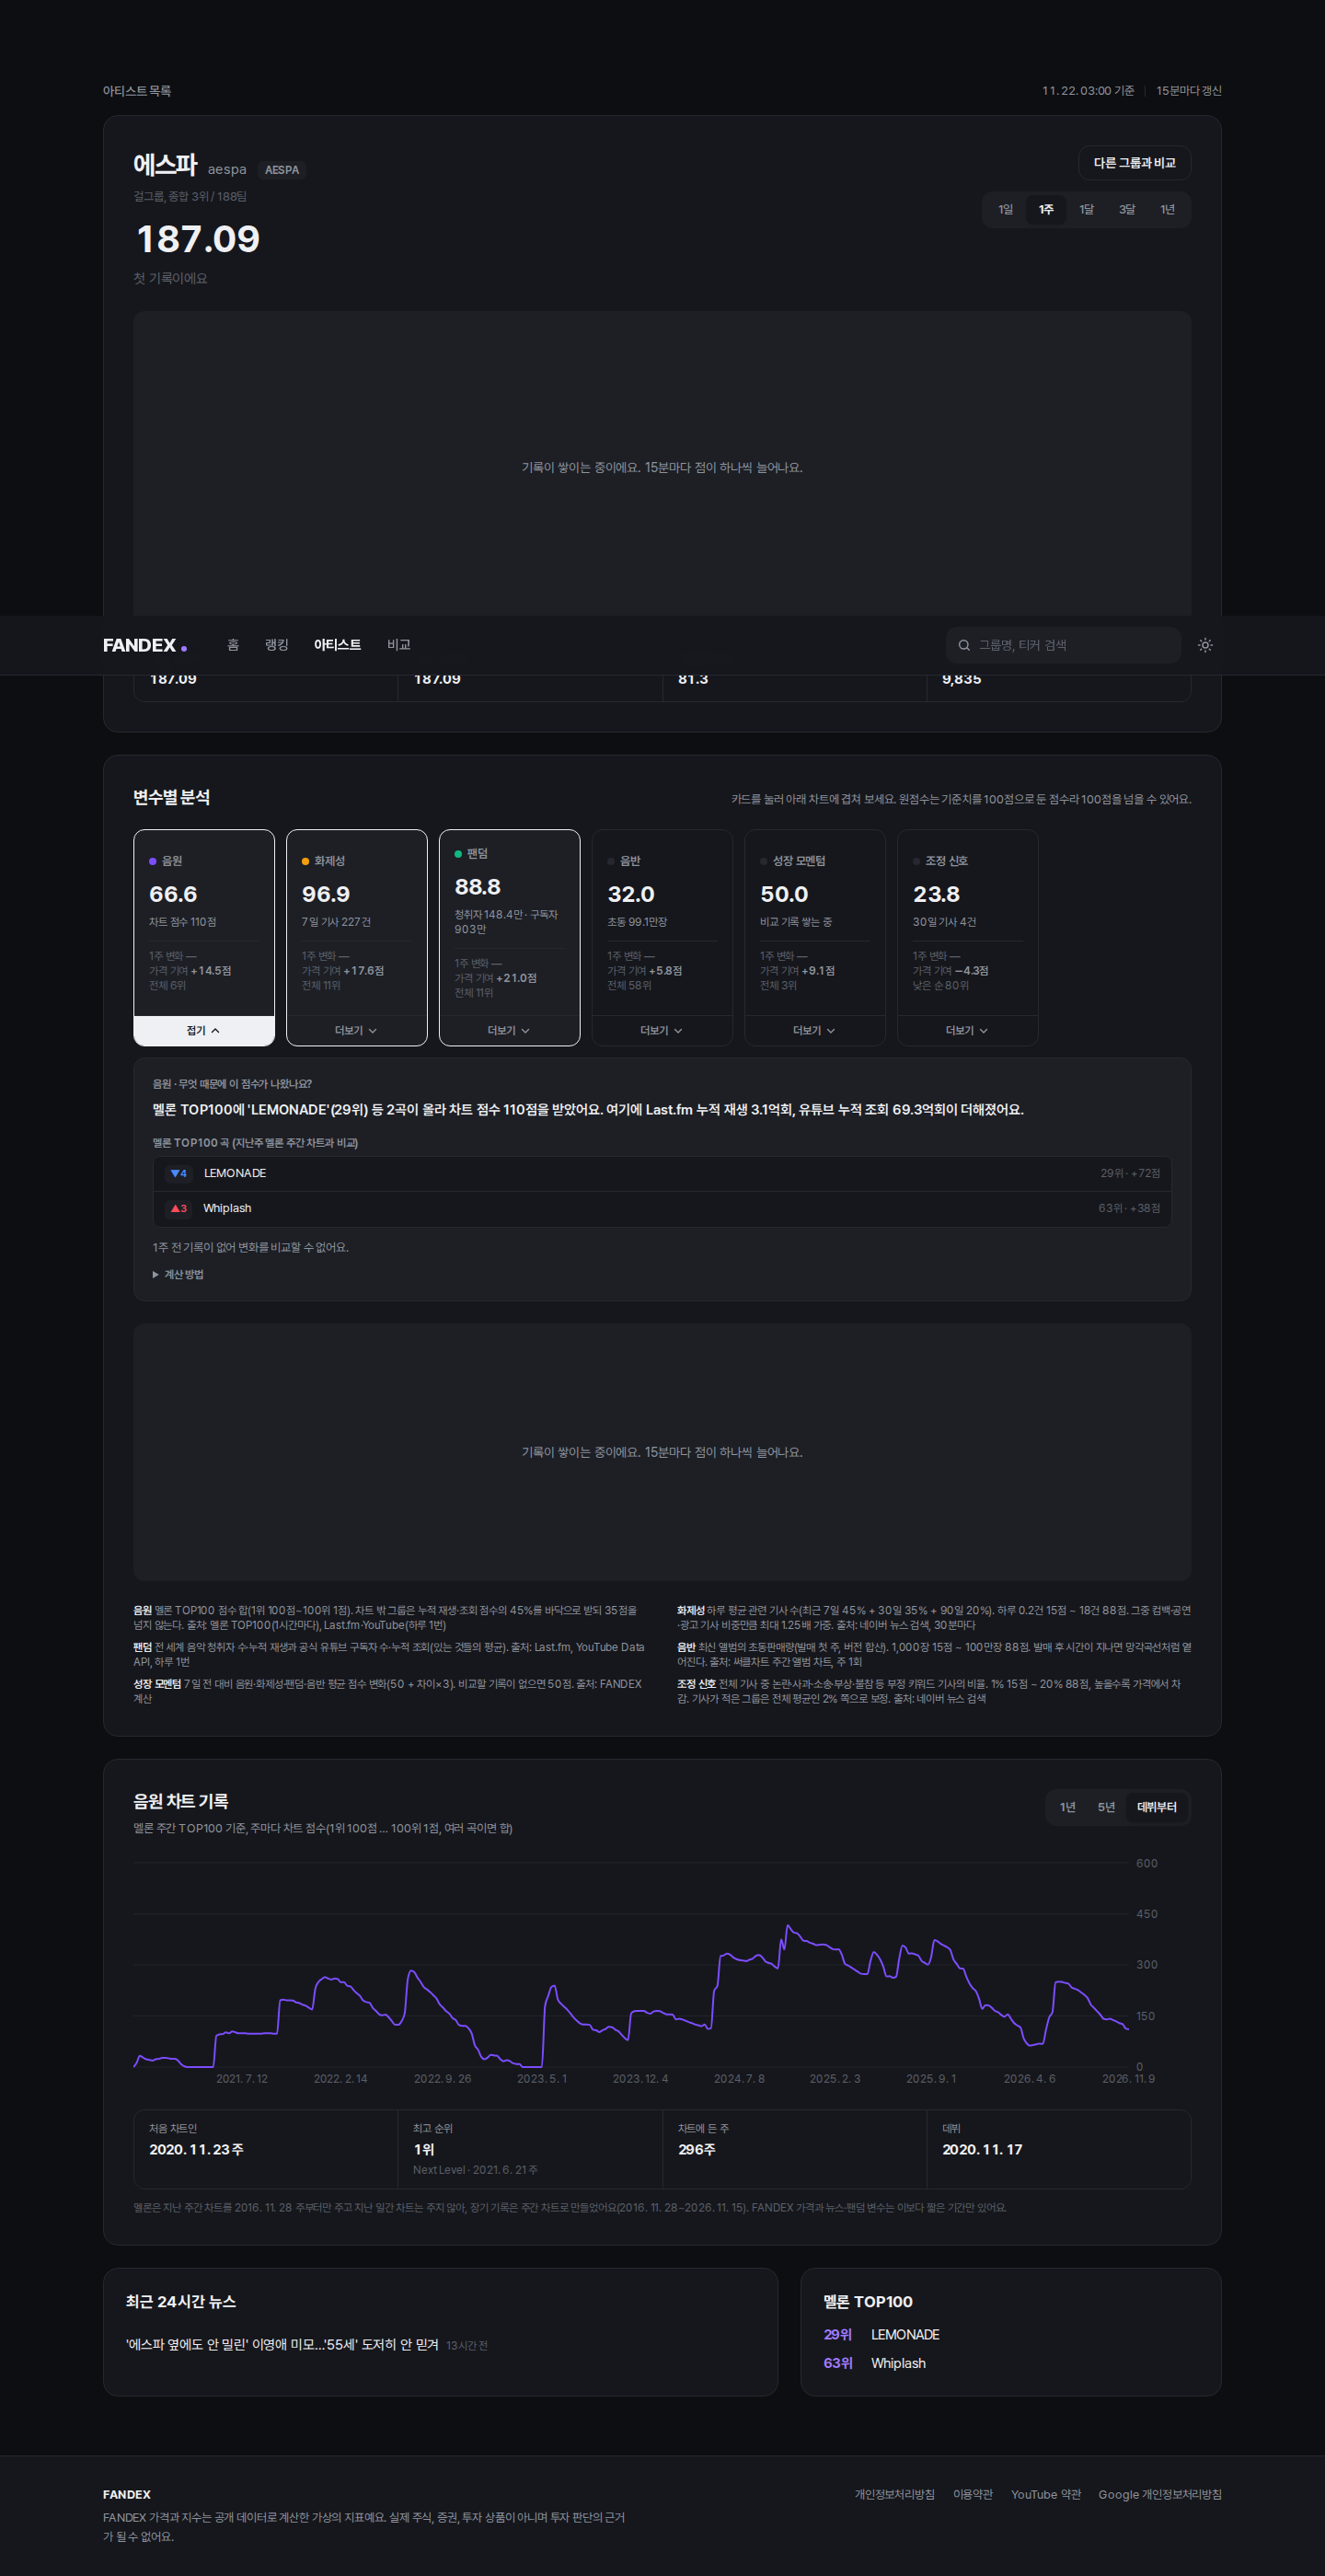 아티스트 목록
11. 22. 03:00 기준 | 15분마다 갱신
에스파 aespa AESPA
다른 그룹과 비교
걸그룹, 종합 3위 / 188팀
1일 1주 1달 3달 1년
187.09
첫 기록이에요
기록이 쌓이는 중이에요. 15분마다 점이 하나씩 늘어나요.
FANDEX 홈 랭킹 아티스트 비교
그룹명, 티커 검색
187.09 187.09 81.3 9,835
변수별 분석
카드를 눌러 아래 차트에 겹쳐 보세요. 원점수는 기준치를 100점으로 둔 점수라 100점을 넘을 수 있어요.
음원
66.6
차트 점수 110점
1주 변화 —
가격 기여 +14.5점
전체 6위
접기
화제성
96.9
7일 기사 227건
1주 변화 —
가격 기여 +17.6점
전체 11위
더보기
팬덤
88.8
청취자 148.4만 · 구독자
903만
1주 변화 —
가격 기여 +21.0점
전체 11위
더보기
음반
32.0
초동 99.1만장
1주 변화 —
가격 기여 +5.8점
전체 58위
더보기
성장 모멘텀
50.0
비교 기록 쌓는 중
1주 변화 —
가격 기여 +9.1점
전체 3위
더보기
조정 신호
23.8
30일 기사 4건
1주 변화 —
가격 기여 −4.3점
낮은 순 80위
더보기
음원 · 무엇 때문에 이 점수가 나왔나요?
멜론 TOP100에 'LEMONADE'(29위) 등 2곡이 올라 차트 점수 110점을 받았어요. 여기에 Last.fm 누적 재생 3.1억회, 유튜브 누적 조회 69.3억회이 더해졌어요.
멜론 TOP100 곡 (지난주 멜론 주간 차트과 비교)
▼4 LEMONADE 29위 · +72점
▲3 Whiplash 63위 · +38점
1주 전 기록이 없어 변화를 비교할 수 없어요.
▶ 계산 방법
기록이 쌓이는 중이에요. 15분마다 점이 하나씩 늘어나요.
음원 멜론 TOP100 점수 합(1위 100점~100위 1점). 차트 밖 그룹은 누적 재생·조회 점수의 45%를 바닥으로 받되 35점을
넘지 않는다. 출처: 멜론 TOP100(1시간마다), Last.fm·YouTube(하루 1번)
화제성 하루 평균 관련 기사 수(최근 7일 45% + 30일 35% + 90일 20%). 하루 0.2건 15점 ~ 18건 88점. 그중 컴백·공연
·광고 기사 비중만큼 최대 1.25배 가중. 출처: 네이버 뉴스 검색, 30분마다
팬덤 전 세계 음악 청취자 수·누적 재생과 공식 유튜브 구독자 수·누적 조회(있는 것들의 평균). 출처: Last.fm, YouTube Data
API, 하루 1번
음반 최신 앨범의 초동판매량(발매 첫 주, 버전 합산). 1,000장 15점 ~ 100만장 88점. 발매 후 시간이 지나면 망각곡선처럼 옅
어진다. 출처: 써클차트 주간 앨범 차트, 주 1회
성장 모멘텀 7일 전 대비 음원·화제성·팬덤·음반 평균 점수 변화(50 + 차이×3). 비교할 기록이 없으면 50점. 출처: FANDEX
계산
조정 신호 전체 기사 중 논란·사과·소송·부상·불참 등 부정 키워드 기사의 비율. 1% 15점 ~ 20% 88점, 높을수록 가격에서 차
감. 기사가 적은 그룹은 전체 평균인 2% 쪽으로 보정. 출처: 네이버 뉴스 검색
음원 차트 기록
1년 5년 데뷔부터
멜론 주간 TOP100 기준, 주마다 차트 점수(1위 100점 … 100위 1점, 여러 곡이면 합)
600
450
300
150
0
2021. 7. 12 2022. 2. 14 2022. 9. 26 2023. 5. 1 2023. 12. 4 2024. 7. 8 2025. 2. 3 2025. 9. 1 2026. 4. 6 2026. 11. 9
처음 차트인
2020. 11. 23 주
최고 순위
1위
Next Level · 2021. 6. 21 주
차트에 든 주
296주
데뷔
2020. 11. 17
멜론은 지난 주간 차트를 2016. 11. 28 주부터만 주고 지난 일간 차트는 주지 않아, 장기 기록은 주간 차트로 만들었어요(2016. 11. 28~2026. 11. 15). FANDEX 가격과 뉴스·팬덤 변수는 이보다 짧은 기간만 있어요.
최근 24시간 뉴스
'에스파 옆에도 안 밀린' 이영애 미모…'55세' 도저히 안 믿겨 13시간 전
멜론 TOP100
29위 LEMONADE
63위 Whiplash
FANDEX
개인정보처리방침 이용약관 YouTube 약관 Google 개인정보처리방침
FANDEX 가격과 지수는 공개 데이터로 계산한 가상의 지표예요. 실제 주식, 증권, 투자 상품이 아니며 투자 판단의 근거
가 될 수 없어요.